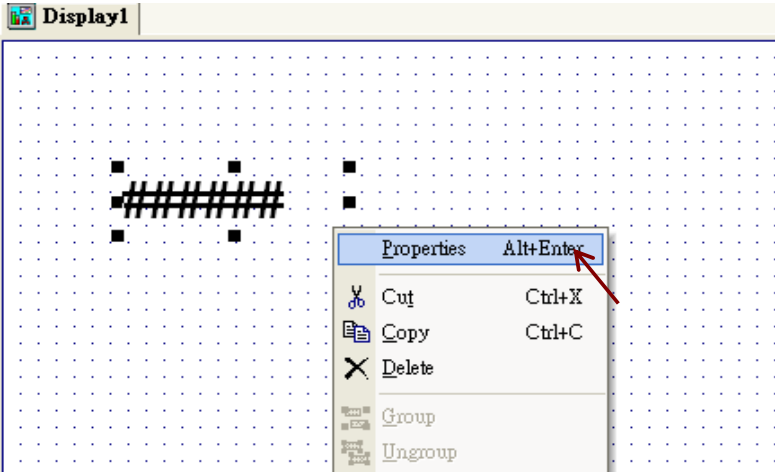 Display1
#######
Properties Alt+Enter
Cut Ctrl+X
Copy Ctrl+C
Delete
Group
Ungroup